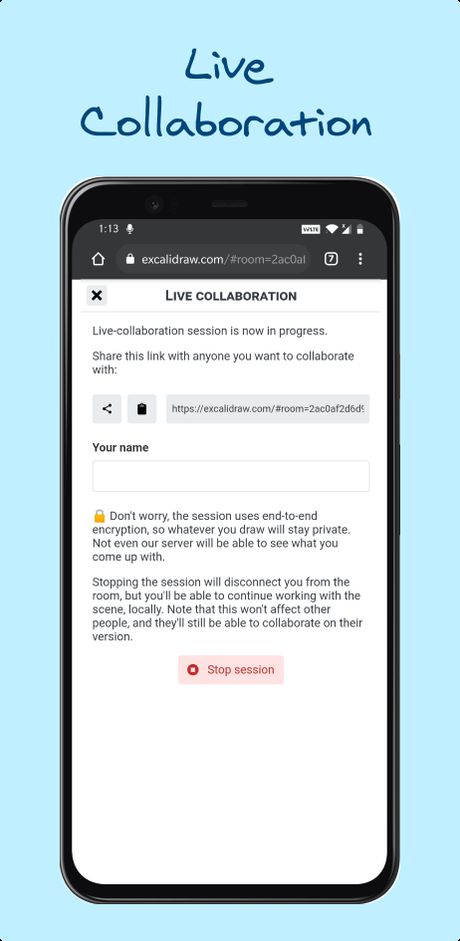 Live
Collaboration
1:13
VoLTE
excalidraw.com/#room=2ac0af
7
LIVE COLLABORATION
Live-collaboration session is now in progress.
Share this link with anyone you want to collaborate
with:
https://excalidraw.com/#room=2ac0af2d6d9
Your name
Don't worry, the session uses end-to-end
encryption, so whatever you draw will stay private.
Not even our server will be able to see what you
come up with.
Stopping the session will disconnect you from the
room, but you'll be able to continue working with the
scene, locally. Note that this won't affect other
people, and they'll still be able to collaborate on their
version.
Stop session